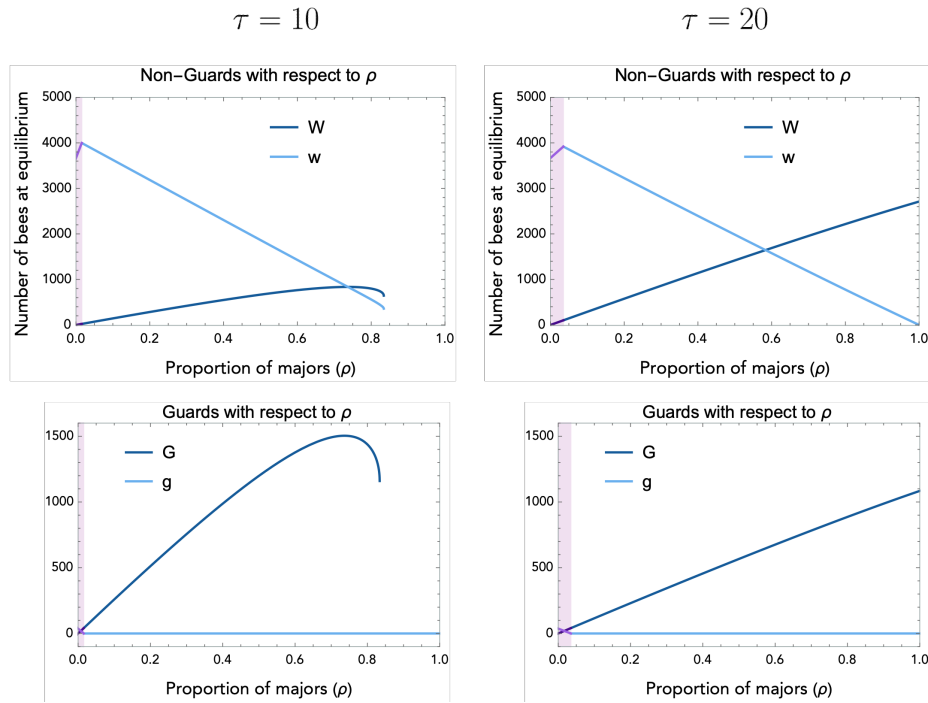 τ = 10
τ = 20
Non−Guards with respect to ρ
5000
4000
3000
2000
1000
0
0.0 0.2 0.4 0.6 0.8 1.0
Number of bees at equilibrium
Proportion of majors (ρ)
W
w
Non−Guards with respect to ρ
5000
4000
3000
2000
1000
0
0.0 0.2 0.4 0.6 0.8 1.0
Number of bees at equilibrium
Proportion of majors (ρ)
W
w
Guards with respect to ρ
1500
1000
500
0
0.0 0.2 0.4 0.6 0.8 1.0
Proportion of majors (ρ)
G
g
Guards with respect to ρ
1500
1000
500
0
0.0 0.2 0.4 0.6 0.8 1.0
Proportion of majors (ρ)
G
g